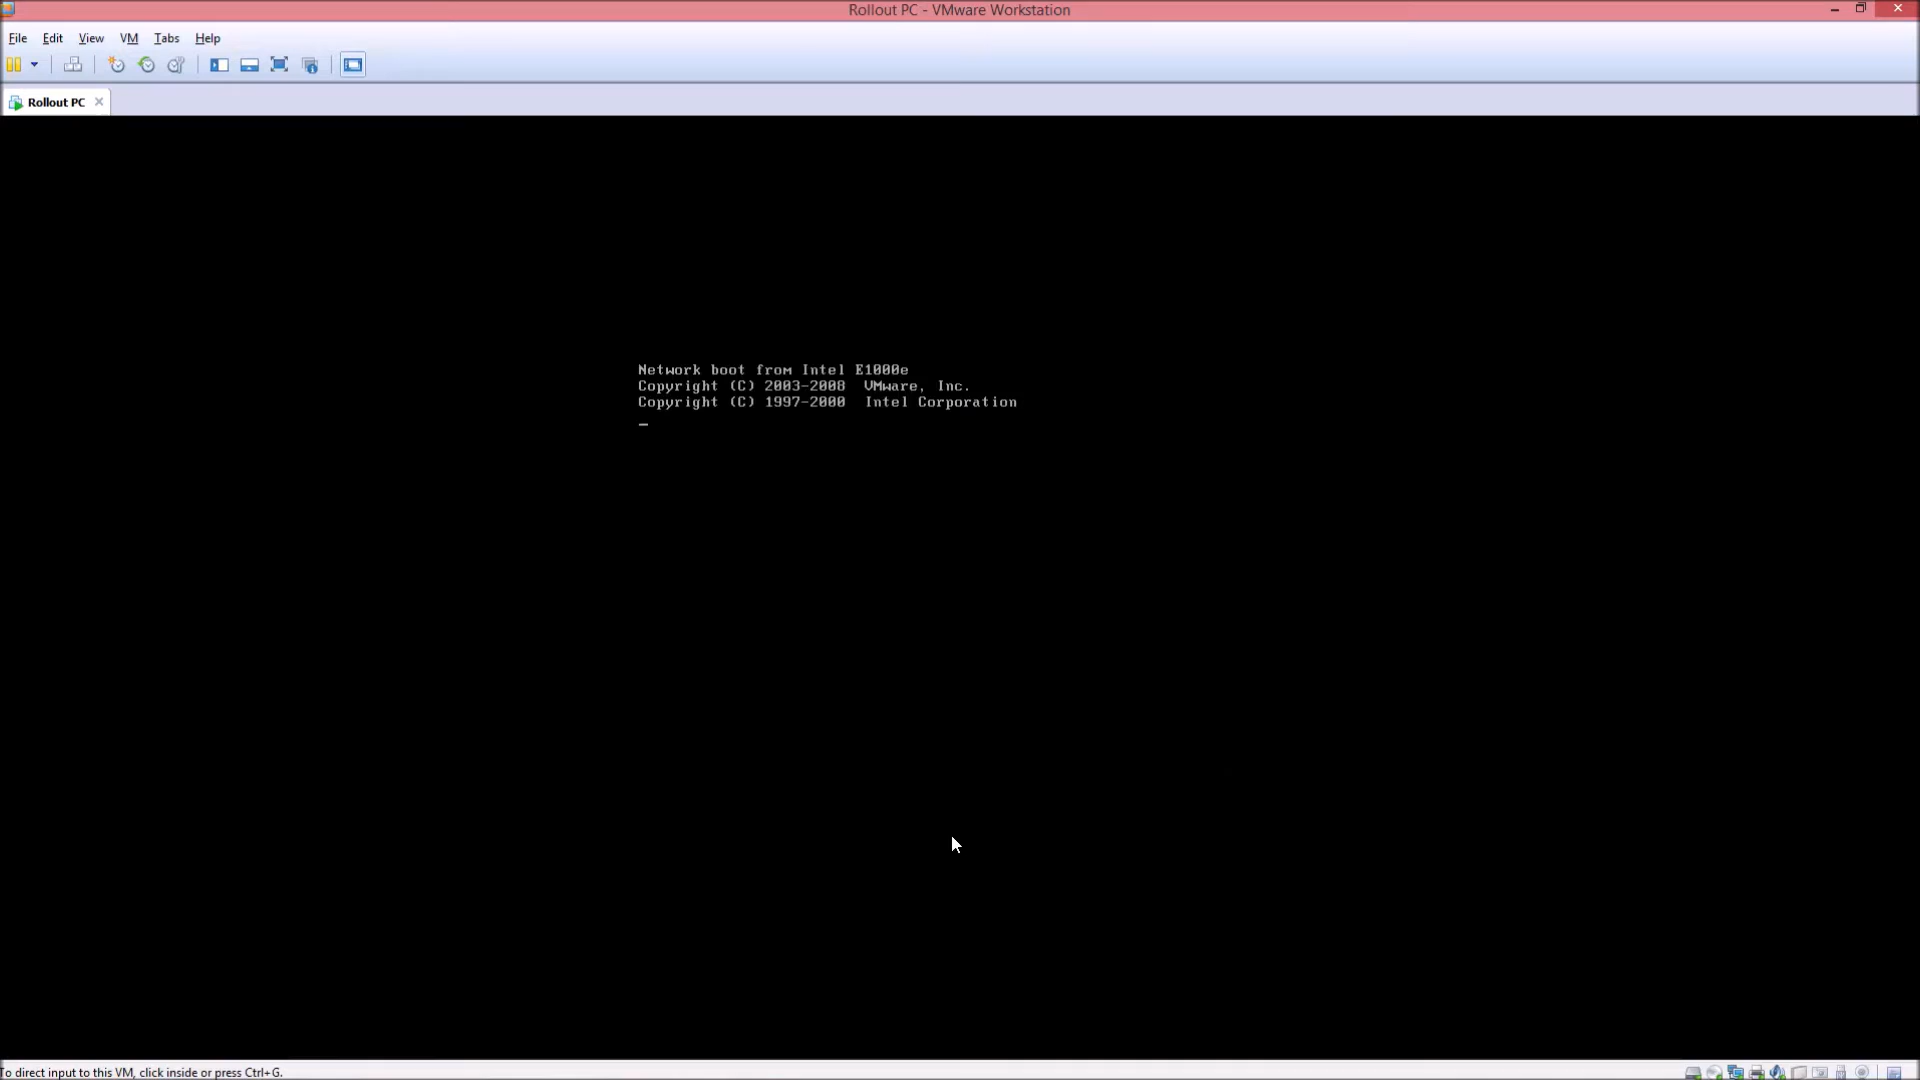 Rollout PC - VMware Workstation
File Edit View VM Tabs Help
Rollout PC
Network boot from Intel E1000e
Copyright (C) 2003-2008 VMware, Inc.
Copyright (C) 1997-2000 Intel Corporation
To direct input to this VM, click inside or press Ctrl+G.